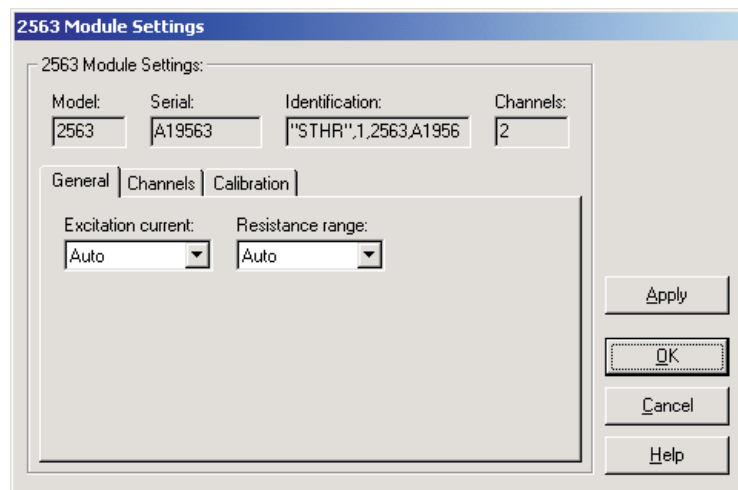 2563 Module Settings
2563 Module Settings:
Model: Serial: Identification: Channels:
2563 A19563 "STHR",1,2563,A1956 2
General Channels Calibration
Excitation current: Resistance range:
Auto Auto
Apply
OK
Cancel
Help